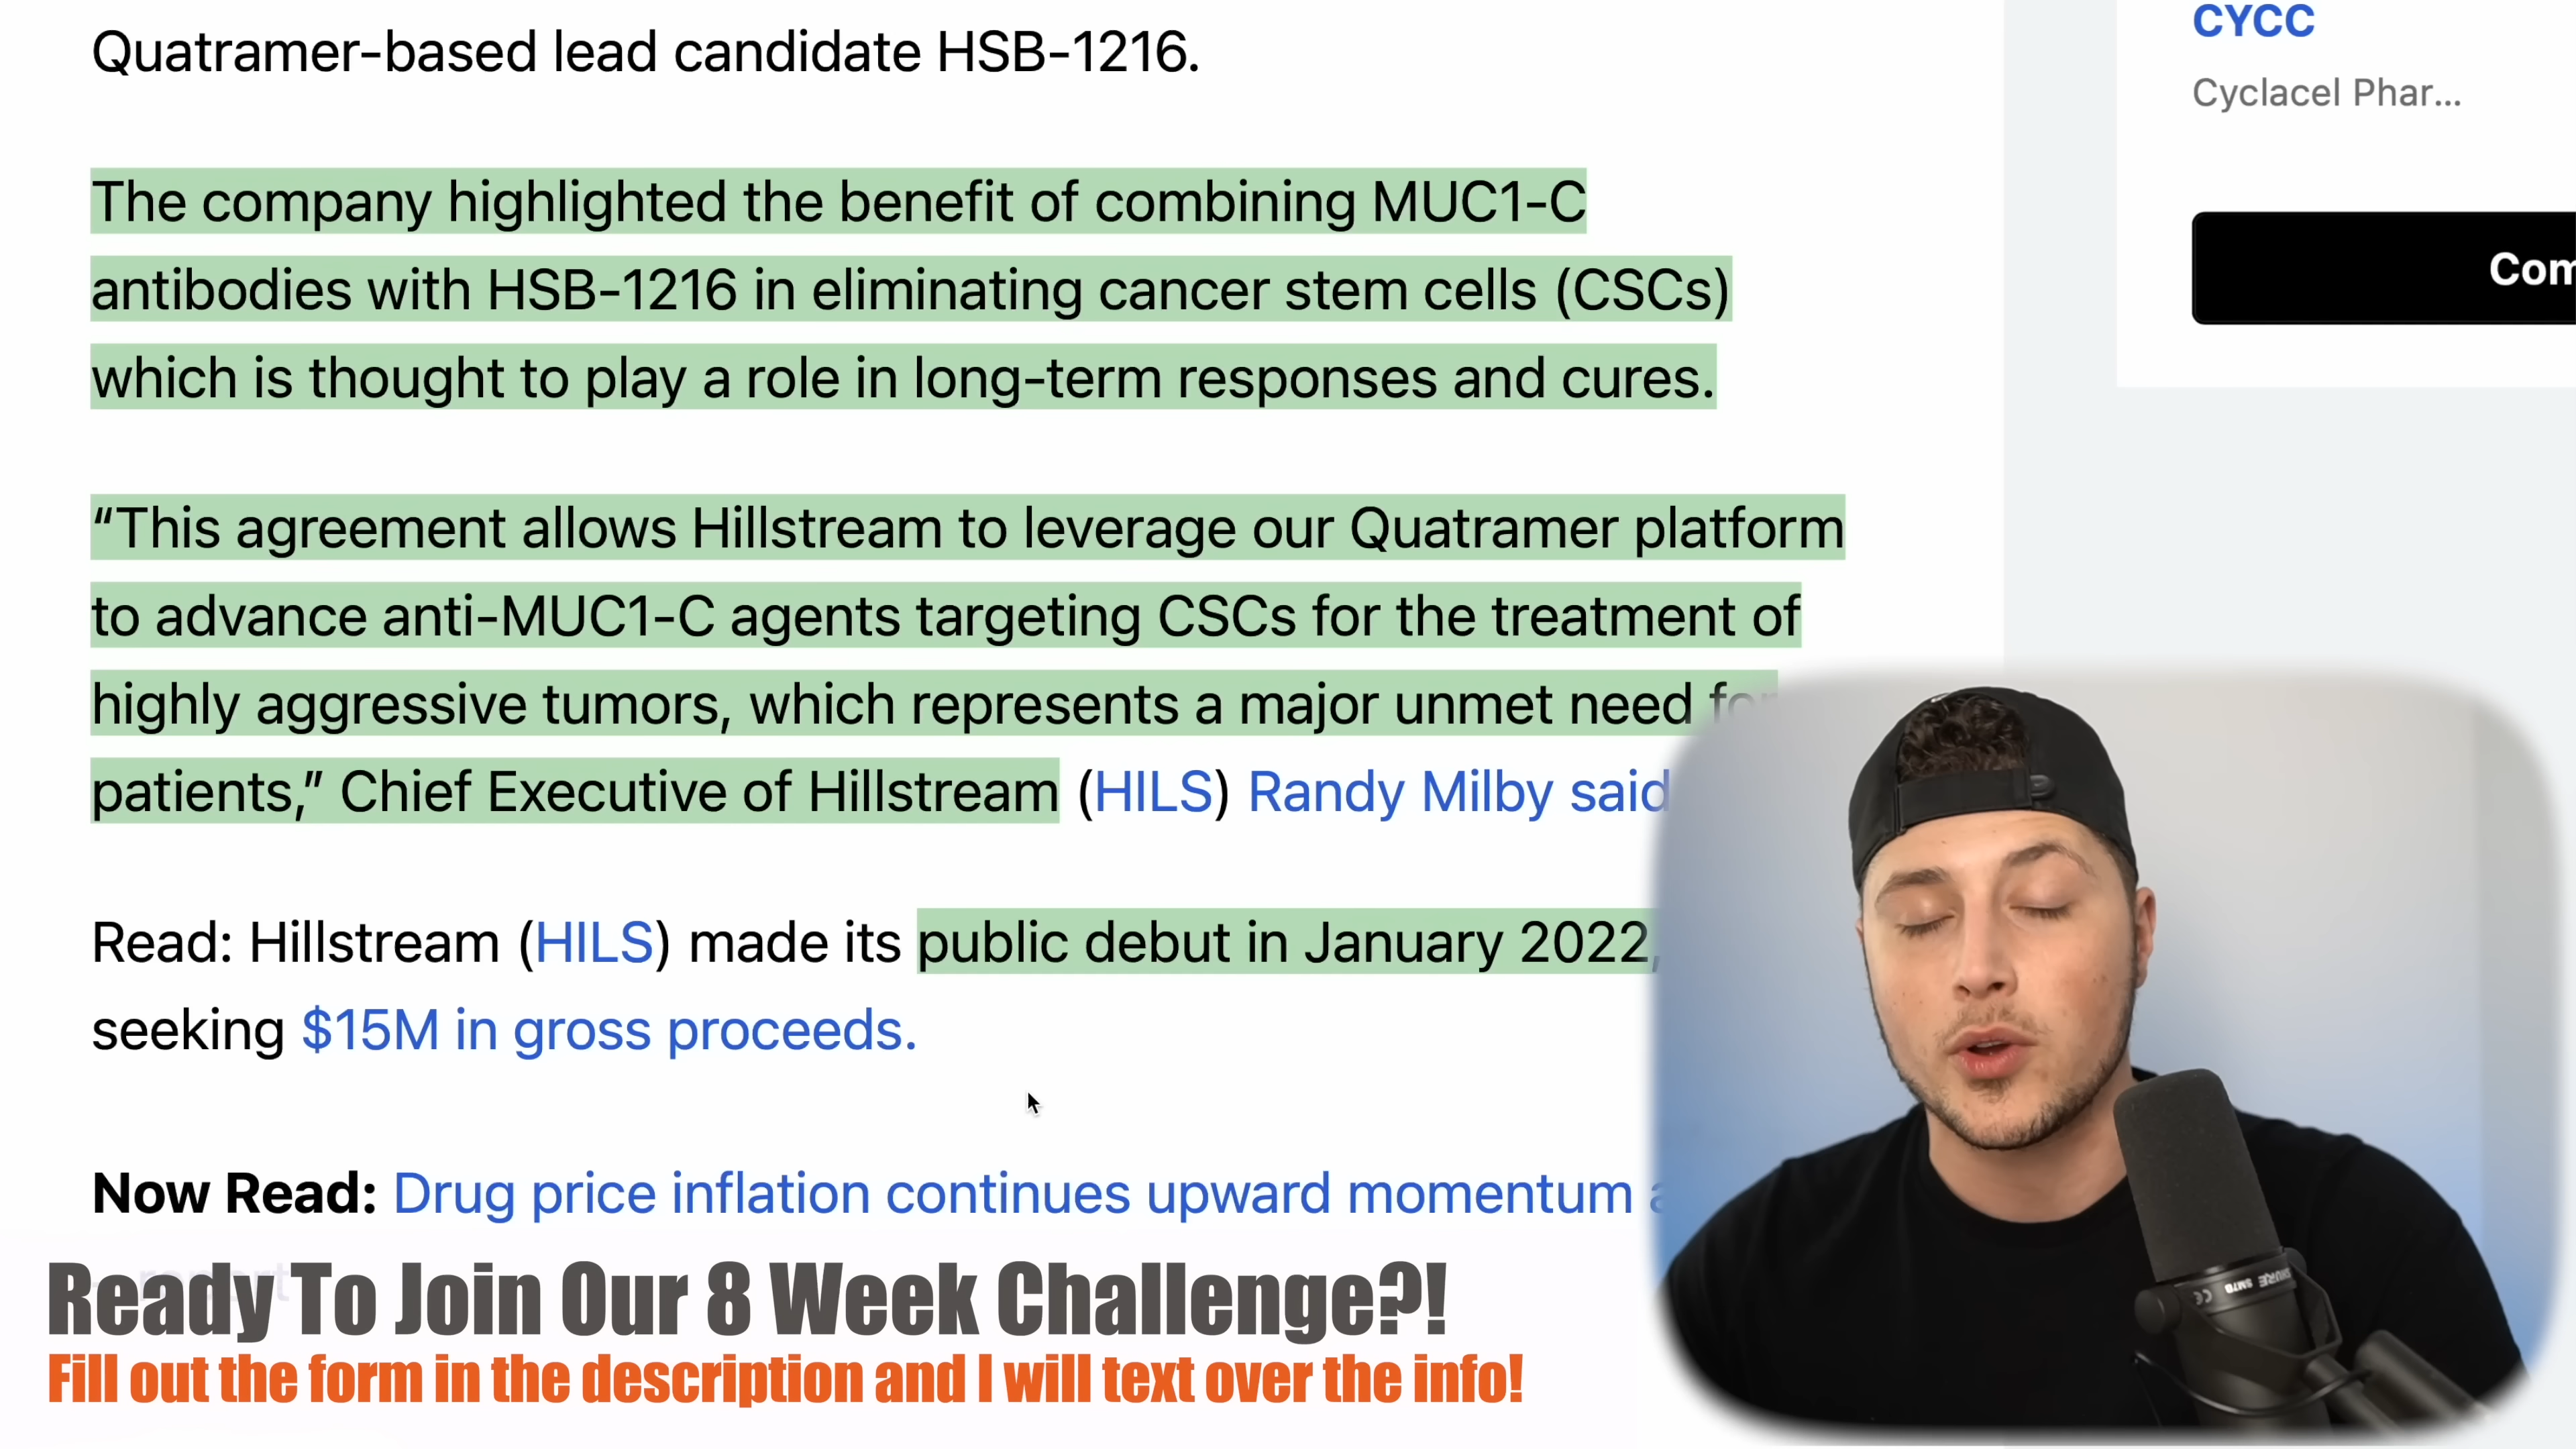 Quatramer-based lead candidate HSB-1216.
The company highlighted the benefit of combining MUC1-C
antibodies with HSB-1216 in eliminating cancer stem cells (CSCs)
which is thought to play a role in long-term responses and cures.
“This agreement allows Hillstream to leverage our Quatramer platform
to advance anti-MUC1-C agents targeting CSCs for the treatment of
highly aggressive tumors, which represents a major unmet need for
patients,” Chief Executive of Hillstream (HILS) Randy Milby said
Read: Hillstream (HILS) made its public debut in January 2022,
seeking $15M in gross proceeds.
Now Read: Drug price inflation continues upward momentum
report
Ready To Join Our 8 Week Challenge?!
Fill out the form in the description and I will text over the info!
CYCC
Cyclacel Phar...
Com
SHURE SM7B